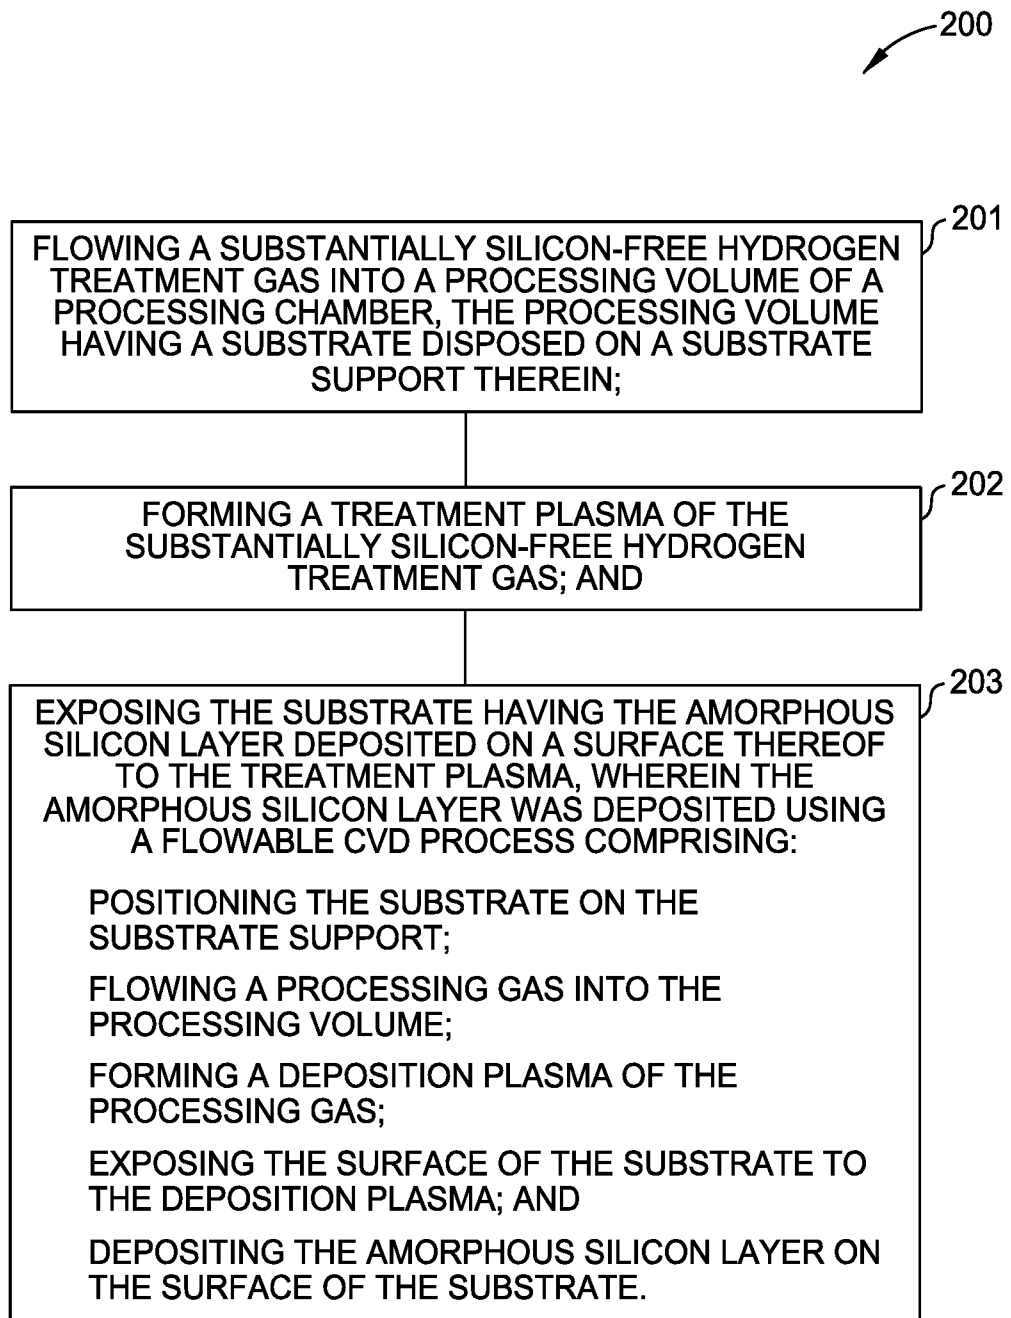 200
201
FLOWING A SUBSTANTIALLY SILICON-FREE HYDROGEN
TREATMENT GAS INTO A PROCESSING VOLUME OF A
PROCESSING CHAMBER, THE PROCESSING VOLUME
HAVING A SUBSTRATE DISPOSED ON A SUBSTRATE
SUPPORT THEREIN;
202
FORMING A TREATMENT PLASMA OF THE
SUBSTANTIALLY SILICON-FREE HYDROGEN
TREATMENT GAS; AND
203
EXPOSING THE SUBSTRATE HAVING THE AMORPHOUS
SILICON LAYER DEPOSITED ON A SURFACE THEREOF
TO THE TREATMENT PLASMA, WHEREIN THE
AMORPHOUS SILICON LAYER WAS DEPOSITED USING
A FLOWABLE CVD PROCESS COMPRISING:
POSITIONING THE SUBSTRATE ON THE
SUBSTRATE SUPPORT;
FLOWING A PROCESSING GAS INTO THE
PROCESSING VOLUME;
FORMING A DEPOSITION PLASMA OF THE
PROCESSING GAS;
EXPOSING THE SURFACE OF THE SUBSTRATE TO
THE DEPOSITION PLASMA; AND
DEPOSITING THE AMORPHOUS SILICON LAYER ON
THE SURFACE OF THE SUBSTRATE.